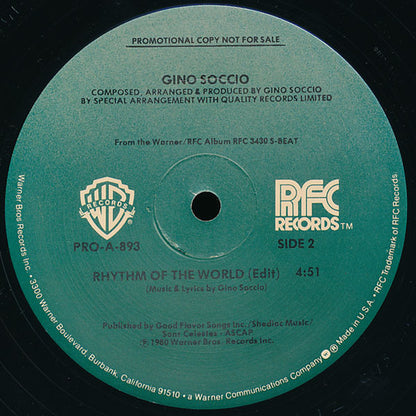 PROMOTIONAL COPY NOT FOR SALE
GINO SOCCIO
COMPOSED, ARRANGED & PRODUCED BY GINO SOCCIO
BY SPECIAL ARRANGEMENT WITH QUALITY RECORDS LIMITED
From the Warner/RFC Album RFC 3430 S-BEAT
WB
RECORDS
RFC
RECORDS™
PRO-A-893
SIDE 2
RHYTHM OF THE WORLD (Edit) 4:51
(Music & Lyrics by Gino Soccio)
Published by Good Flavor Songs Inc./Shediac Music/
Sons Celestes - ASCAP
℗ 1980 Warner Bros. Records Inc.
Warner Bros Records Inc. • 3300 Warner Boulevard, Burbank, California 91510 • a Warner Communications Company ® Made in U.S.A. • RFC Trademark of RFC Records